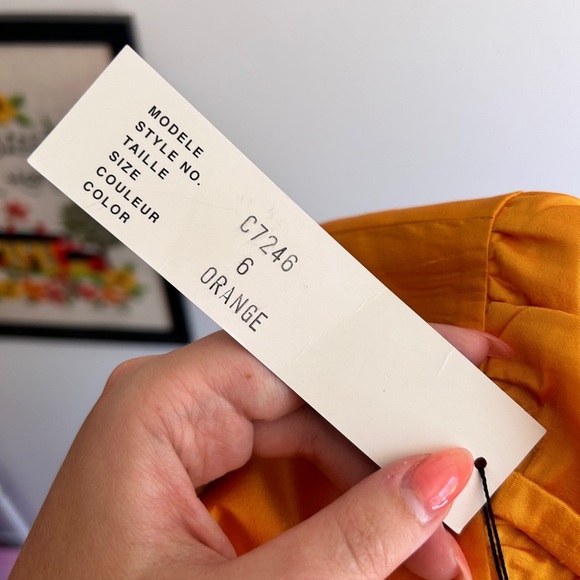 MODELE
STYLE NO.
TAILLE
SIZE
COULEUR
COLOR
C7246
6
ORANGE